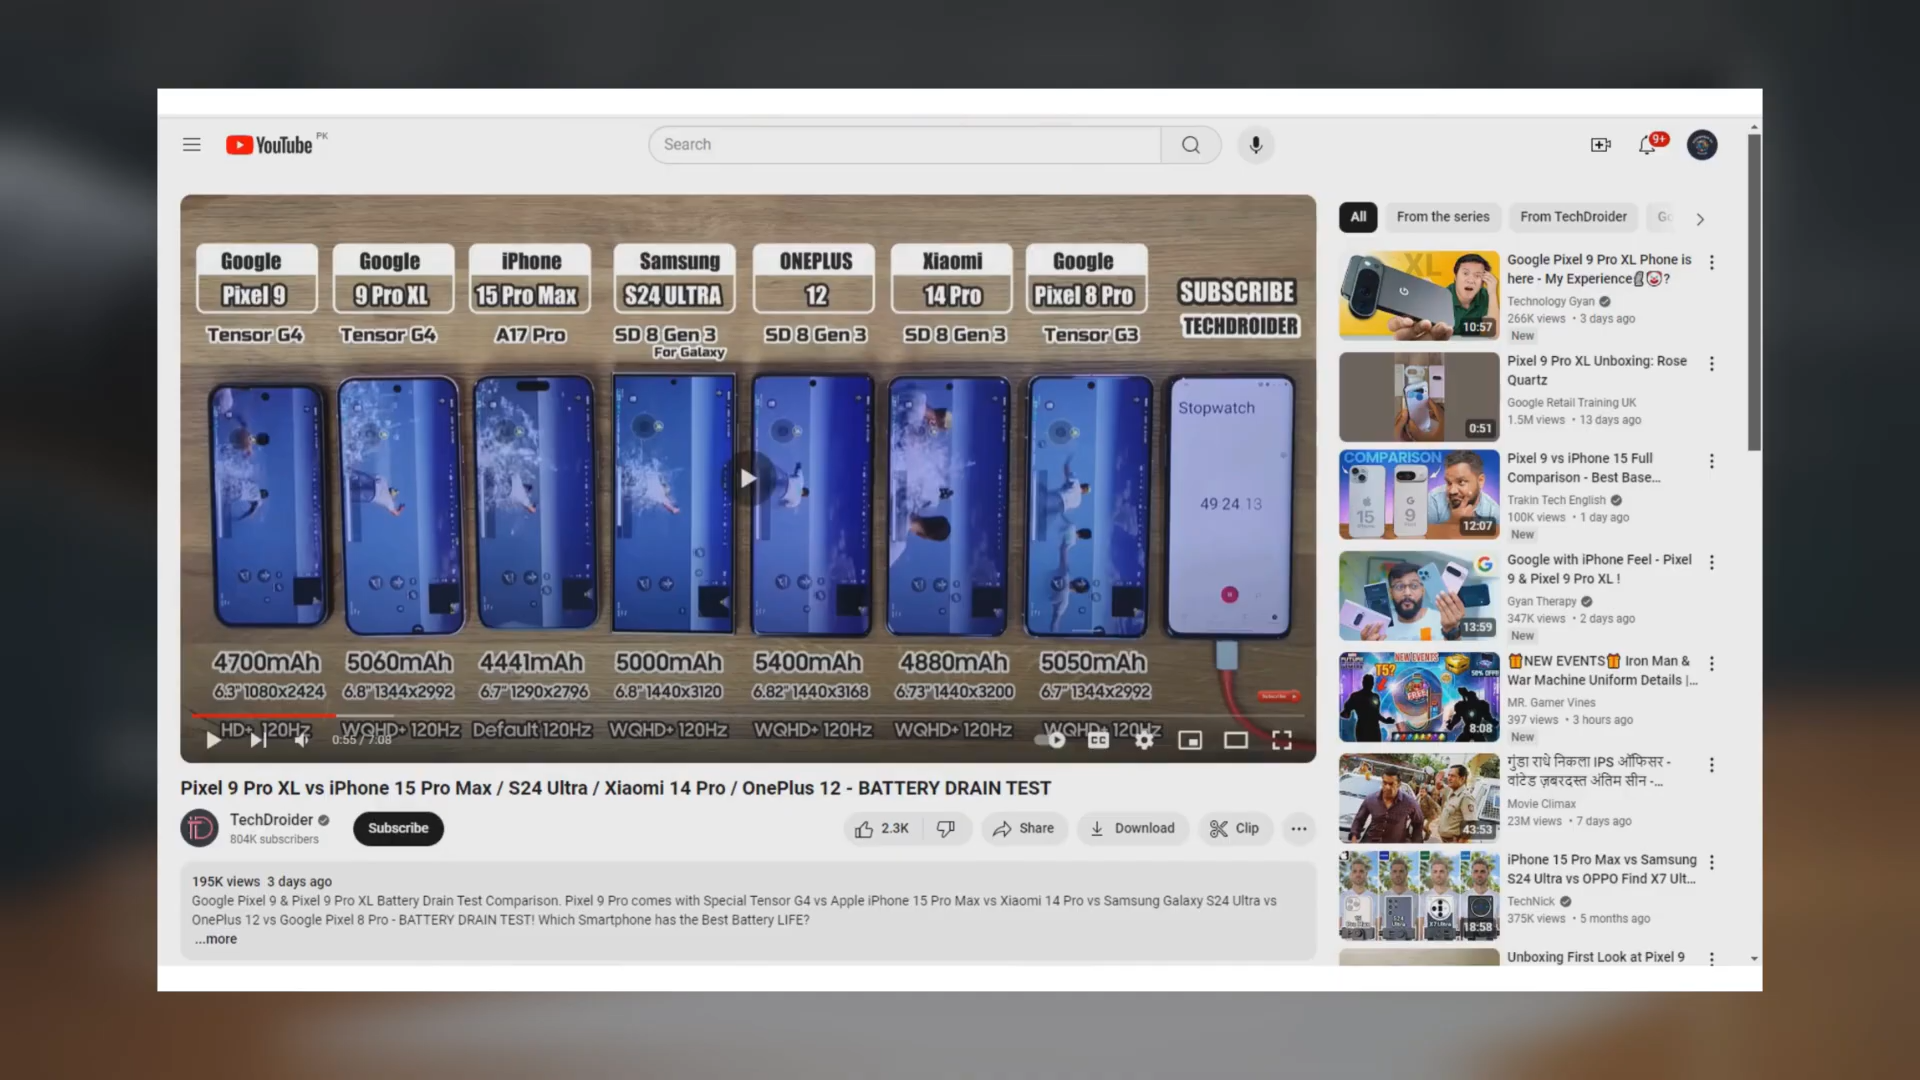 YouTube PK
Search
9+
Google
Pixel 9
Tensor G4
Google
9 Pro XL
Tensor G4
iPhone
15 Pro Max
A17 Pro
Samsung
S24 ULTRA
SD 8 Gen 3
For Galaxy
ONEPLUS
12
SD 8 Gen 3
Xiaomi
14 Pro
SD 8 Gen 3
Google
Pixel 8 Pro
Tensor G3
SUBSCRIBE
TECHDROIDER
Stopwatch
49 24 13
4700mAh
6.3" 1080x2424
HD+ 120Hz
5060mAh
6.8" 1344x2992
WQHD+ 120Hz
4441mAh
6.7" 1290x2796
Default 120Hz
5000mAh
6.8" 1440x3120
WQHD+ 120Hz
5400mAh
6.82" 1440x3168
WQHD+ 120Hz
4880mAh
6.73" 1440x3200
WQHD+ 120Hz
5050mAh
6.7" 1344x2992
WQHD+ 120Hz
Subscribe
0:55 / 7:08
CC
Pixel 9 Pro XL vs iPhone 15 Pro Max / S24 Ultra / Xiaomi 14 Pro / OnePlus 12 - BATTERY DRAIN TEST
TechDroider
804K subscribers
Subscribe
2.3K
Share
Download
Clip
195K views 3 days ago
Google Pixel 9 & Pixel 9 Pro XL Battery Drain Test Comparison. Pixel 9 Pro comes with Special Tensor G4 vs Apple iPhone 15 Pro Max vs Xiaomi 14 Pro vs Samsung Galaxy S24 Ultra vs
OnePlus 12 vs Google Pixel 8 Pro - BATTERY DRAIN TEST! Which Smartphone has the Best Battery LIFE?
...more
All
From the series
From TechDroider
Go
XL
G
10:57
Google Pixel 9 Pro XL Phone is
here - My Experience📱🤡?
Technology Gyan
266K views • 3 days ago
New
0:51
Pixel 9 Pro XL Unboxing: Rose
Quartz
Google Retail Training UK
1.5M views • 13 days ago
COMPARISON
15
G
9
12:07
Pixel 9 vs iPhone 15 Full
Comparison - Best Base...
Trakin Tech English
100K views • 1 day ago
New
G
13:59
Google with iPhone Feel - Pixel
9 & Pixel 9 Pro XL !
Gyan Therapy
347K views • 2 days ago
New
NEW EVENTS
T5?
50% OFF
8:08
🎁NEW EVENTS🎁 Iron Man &
War Machine Uniform Details |...
MR. Gamer Vines
397 views • 3 hours ago
New
43:53
गुंडा राधे निकला IPS ऑफिसर -
वांटेड ज़बरदस्त अंतिम सीन -...
Movie Climax
23M views • 7 days ago
S24
Ultra
X7 Ultra
18:58
iPhone 15 Pro Max vs Samsung
S24 Ultra vs OPPO Find X7 Ult...
TechNick
375K views • 5 months ago
Unboxing First Look at Pixel 9